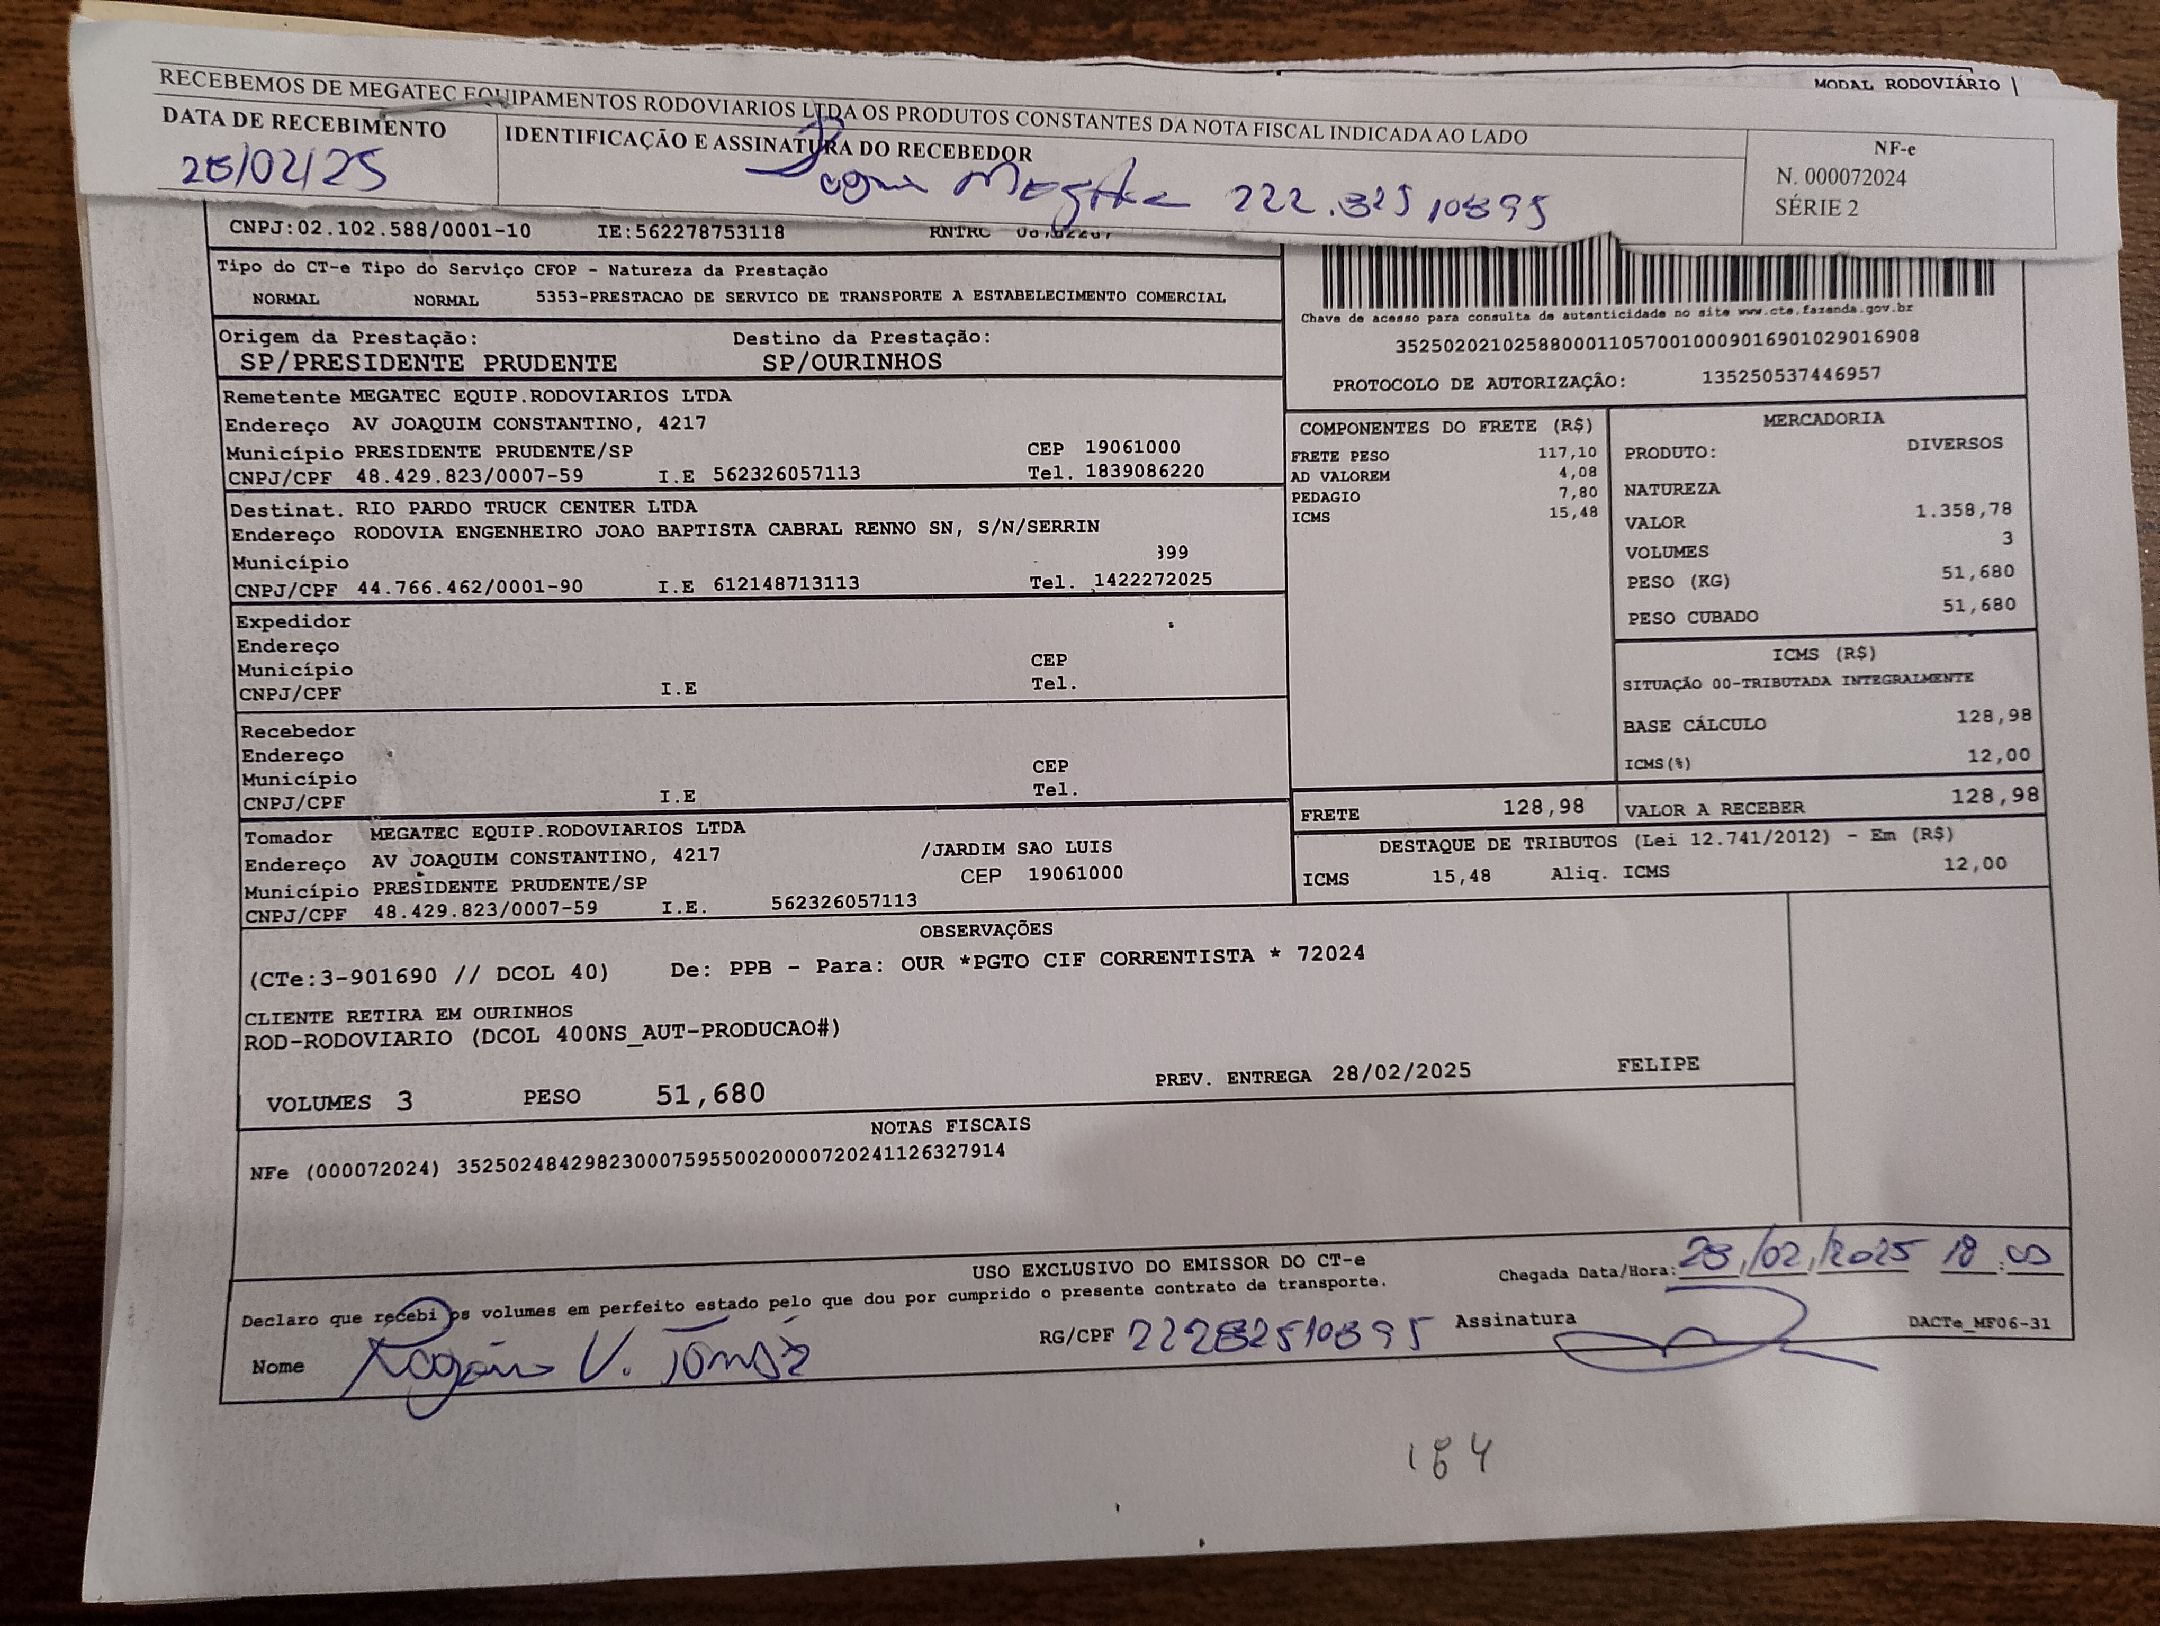 MODAL RODOVIÁRIO
RECEBEMOS DE MEGATEC EQUIPAMENTOS RODOVIARIOS LTDA OS PRODUTOS CONSTANTES DA NOTA FISCAL INDICADA AO LADO
DATA DE RECEBIMENTO
IDENTIFICAÇÃO E ASSINATURA DO RECEBEDOR
/02/25
NF-e
N. 000072024
SÉRIE 2
CNPJ:02.102.588/0001-10 IE:562278753118 RNTRC
Tipo do CT-e Tipo do Serviço CFOP - Natureza da Prestação
NORMAL NORMAL 5353-PRESTACAO DE SERVICO DE TRANSPORTE A ESTABELECIMENTO COMERCIAL
Chave de acesso para consulta de autenticidade no site www.cte.fazenda.gov.br
35250202102588000110570010009016901029016908
PROTOCOLO DE AUTORIZAÇÃO: 135250537446957
Origem da Prestação: Destino da Prestação:
SP/PRESIDENTE PRUDENTE SP/OURINHOS
Remetente MEGATEC EQUIP.RODOVIARIOS LTDA
Endereço AV JOAQUIM CONSTANTINO, 4217
Município PRESIDENTE PRUDENTE/SP CEP 19061000
CNPJ/CPF 48.429.823/0007-59 I.E 562326057113 Tel. 1839086220
Destinat. RIO PARDO TRUCK CENTER LTDA
Endereço RODOVIA ENGENHEIRO JOAO BAPTISTA CABRAL RENNO SN, S/N/SERRIN
Município 399
CNPJ/CPF 44.766.462/0001-90 I.E 612148713113 Tel. 1422272025
Expedidor
Endereço
Município CEP
CNPJ/CPF I.E Tel.
Recebedor
Endereço
Município CEP
CNPJ/CPF I.E Tel.
Tomador MEGATEC EQUIP.RODOVIARIOS LTDA
Endereço AV JOAQUIM CONSTANTINO, 4217 /JARDIM SAO LUIS
Município PRESIDENTE PRUDENTE/SP CEP 19061000
CNPJ/CPF 48.429.823/0007-59 I.E. 562326057113
COMPONENTES DO FRETE (R$)
FRETE PESO 117,10
AD VALOREM 4,08
PEDAGIO 7,80
ICMS 15,48
MERCADORIA
PRODUTO: DIVERSOS
NATUREZA
VALOR 1.358,78
VOLUMES 3
PESO (KG) 51,680
PESO CUBADO 51,680
ICMS (R$)
SITUAÇÃO 00-TRIBUTADA INTEGRALMENTE
BASE CÁLCULO 128,98
ICMS(%) 12,00
FRETE 128,98 VALOR A RECEBER 128,98
DESTAQUE DE TRIBUTOS (Lei 12.741/2012) - Em (R$)
ICMS 15,48 Aliq. ICMS 12,00
OBSERVAÇÕES
(CTe:3-901690 // DCOL 40) De: PPB - Para: OUR *PGTO CIF CORRENTISTA * 72024
CLIENTE RETIRA EM OURINHOS
ROD-RODOVIARIO (DCOL 400NS_AUT-PRODUCAO#)
VOLUMES 3 PESO 51,680 PREV. ENTREGA 28/02/2025 FELIPE
NOTAS FISCAIS
NFe (000072024) 35250248429823000759550020000720241126327914
USO EXCLUSIVO DO EMISSOR DO CT-e
Declaro que recebi os volumes em perfeito estado pelo que dou por cumprido o presente contrato de transporte.
Chegada Data/Hora: 28/02/2025 18:00
Nome V. RG/CPF 22282510895 Assinatura
DACTe_MF06-31